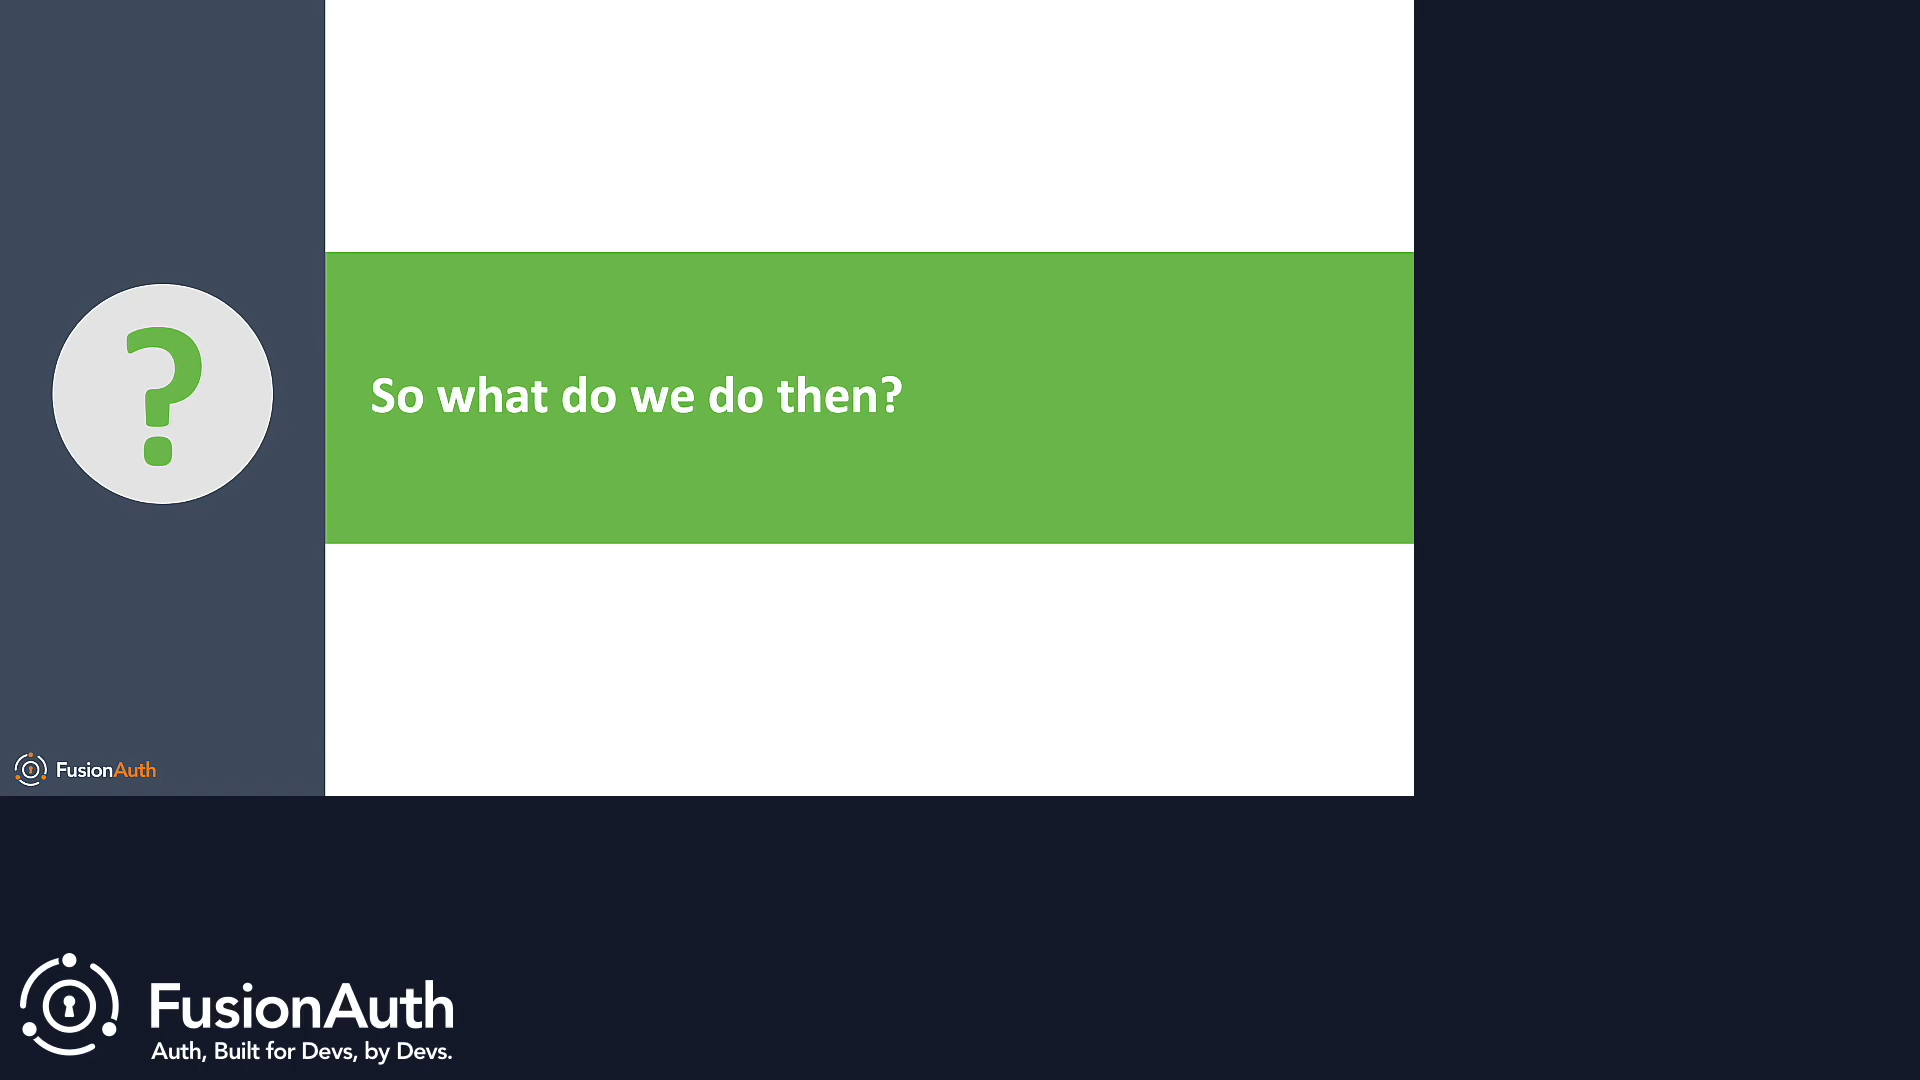 ?
So what do we do then?
FusionAuth
FusionAuth
Auth, Built for Devs, by Devs.